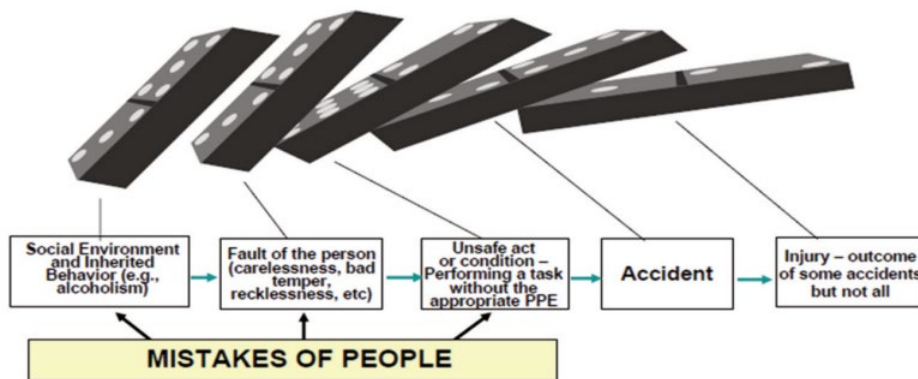 Social Environment
and Inherited
Behavior (e.g.,
alcoholism)
Fault of the person
(carelessness, bad
temper,
recklessness, etc)
Unsafe act
or condition –
Performing a task
without the
appropriate PPE
Accident
Injury – outcome
of some accidents
but not all
MISTAKES OF PEOPLE